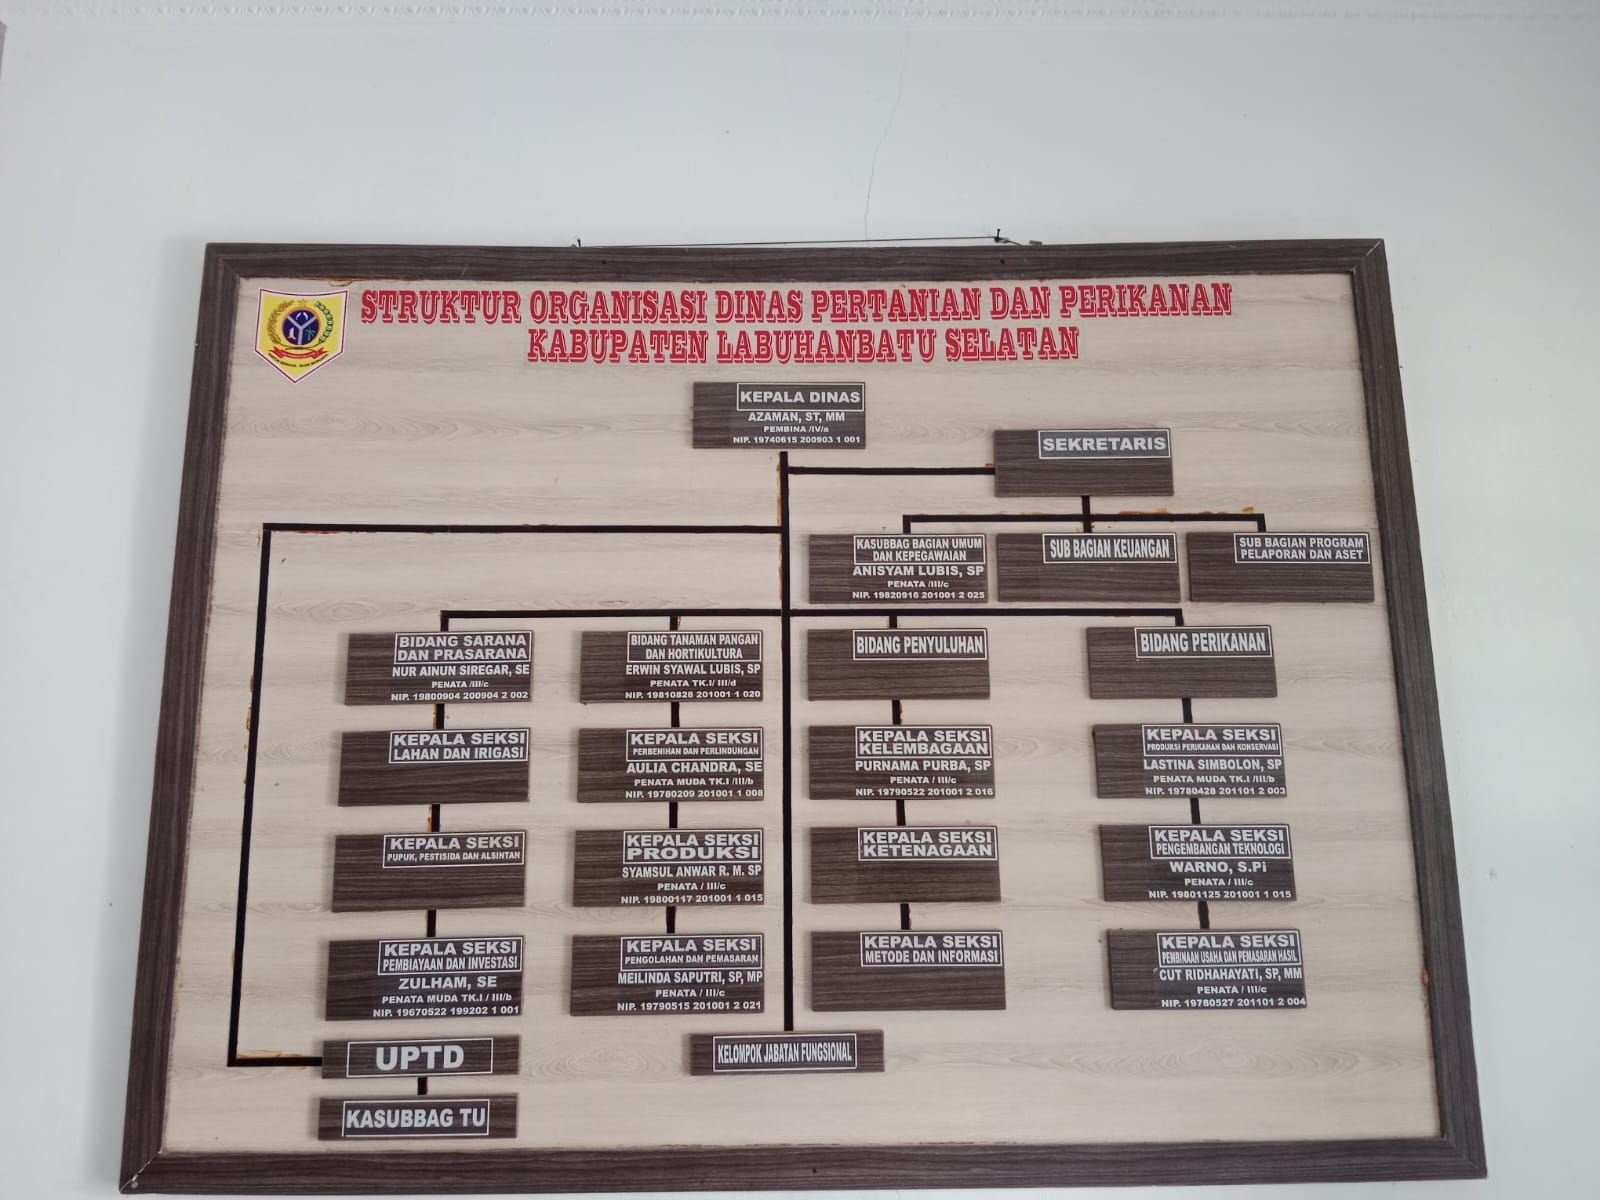 STRUKTUR ORGANISASI DINAS PERTANIAN DAN PERIKANAN
KABUPATEN LABUHANBATU SELATAN
KEPALA DINAS
AZAMAN, ST, MM
PEMBINA /IV/a
NIP. 19740615 200903 1 001
SEKRETARIS
KASUBBAG BAGIAN UMUM
DAN KEPEGAWAIAN
ANISYAM LUBIS, SP
PENATA /III/c
NIP. 19820916 201001 2 025
SUB BAGIAN KEUANGAN
SUB BAGIAN PROGRAM
PELAPORAN DAN ASET
BIDANG SARANA
DAN PRASARANA
NUR AINUN SIREGAR, SE
PENATA /III/c
NIP. 19800904 200904 2 002
BIDANG TANAMAN PANGAN
DAN HORTIKULTURA
ERWIN SYAWAL LUBIS, SP
PENATA TK.I/ III/d
NIP. 19810828 201001 1 020
BIDANG PENYULUHAN
BIDANG PERIKANAN
KEPALA SEKSI
LAHAN DAN IRIGASI
KEPALA SEKSI
PERBENIHAN DAN PERLINDUNGAN
AULIA CHANDRA, SE
PENATA MUDA TK.I /III/b
NIP. 19780209 201001 1 008
KEPALA SEKSI
KELEMBAGAAN
PURNAMA PURBA, SP
PENATA / III/c
NIP. 19790522 201001 2 016
KEPALA SEKSI
PRODUKSI PERIKANAN DAN KONSERVASI
LASTINA SIMBOLON, SP
PENATA MUDA TK.I /III/b
NIP. 19780428 201101 2 003
KEPALA SEKSI
PUPUK, PESTISIDA DAN ALSINTAN
KEPALA SEKSI
PRODUKSI
SYAMSUL ANWAR R. M. SP
PENATA / III/c
NIP. 19800117 201001 1 015
KEPALA SEKSI
KETENAGAAN
KEPALA SEKSI
PENGEMBANGAN TEKNOLOGI
WARNO, S.Pi
PENATA / III/c
NIP. 19801125 201001 1 015
KEPALA SEKSI
PEMBIAYAAN DAN INVESTASI
ZULHAM, SE
PENATA MUDA TK.I / III/b
NIP. 19670522 199202 1 001
KEPALA SEKSI
PENGOLAHAN DAN PEMASARAN
MEILINDA SAPUTRI, SP, MP
PENATA / III/c
NIP. 19790515 201001 2 021
KEPALA SEKSI
METODE DAN INFORMASI
KEPALA SEKSI
PEMBINAAN USAHA DAN PEMASARAN HASIL
CUT RIDHAHAYATI, SP, MM
PENATA / III/c
NIP. 19780527 201101 2 004
UPTD
KELOMPOK JABATAN FUNGSIONAL
KASUBBAG TU